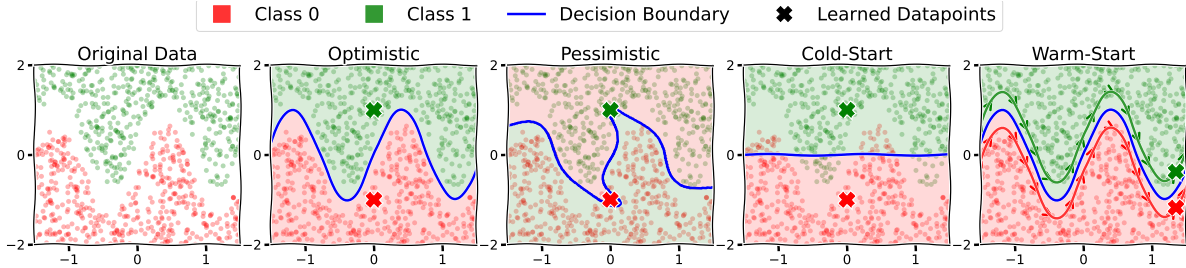 Class 0 Class 1 Decision Boundary Learned Datapoints
Original Data Optimistic Pessimistic Cold-Start Warm-Start
2 2 2 2 2
0 0 0 0 0
−2 −2 −2 −2 −2
−1 0 1 −1 0 1 −1 0 1 −1 0 1 −1 0 1